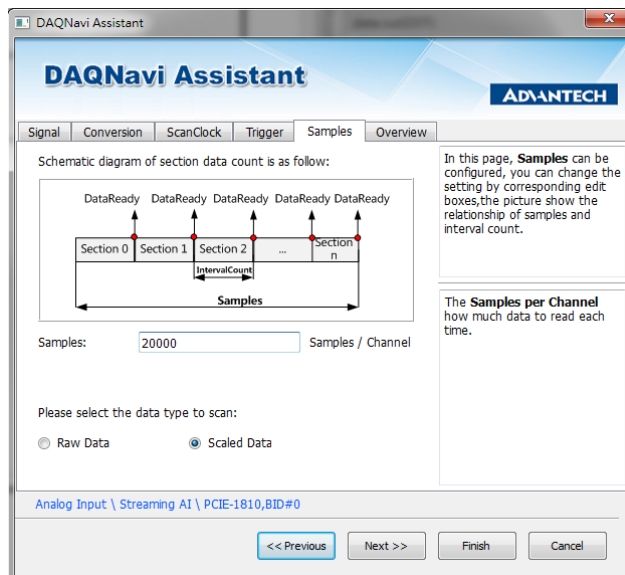 DAQNavi Assistant
DAQNavi Assistant
ADVANTECH
Signal Conversion ScanClock Trigger Samples Overview
Schematic diagram of section data count is as follow:
DataReady DataReady DataReady DataReady DataReady
Section 0 Section 1 Section 2 ... Section
n
IntervalCount
Samples
Samples: 20000 Samples / Channel
Please select the data type to scan:
Raw Data Scaled Data
In this page, Samples can be
configured, you can change the
setting by corresponding edit
boxes,the picture show the
relationship of samples and
interval count.
The Samples per Channel
how much data to read each
time.
Analog Input \ Streaming AI \ PCIE-1810,BID#0
<< Previous Next >> Finish Cancel